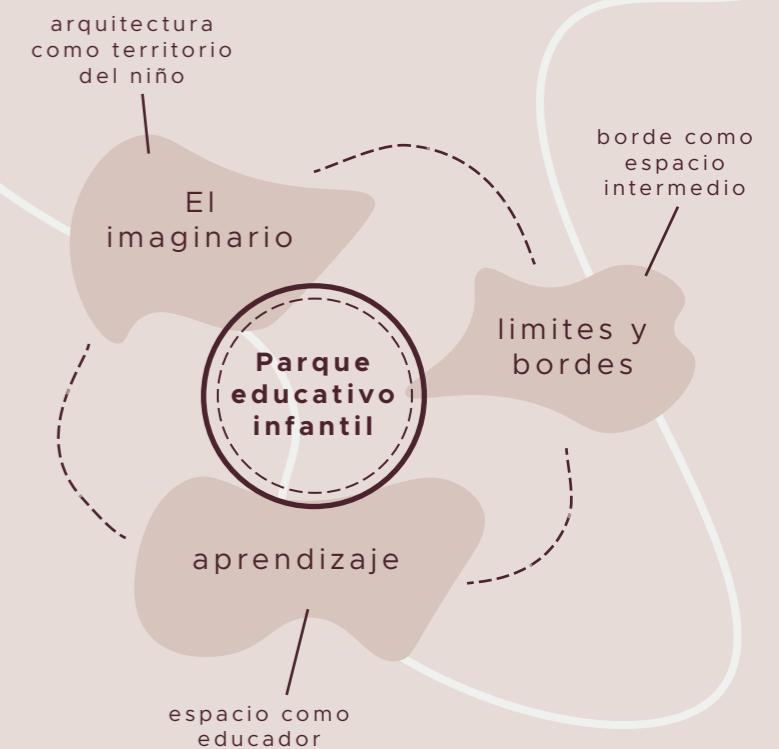 arquitectura
como territorio
del niño
borde como
espacio
intermedio
El
imaginario
limites y
bordes
Parque
educativo
infantil
aprendizaje
espacio como
educador